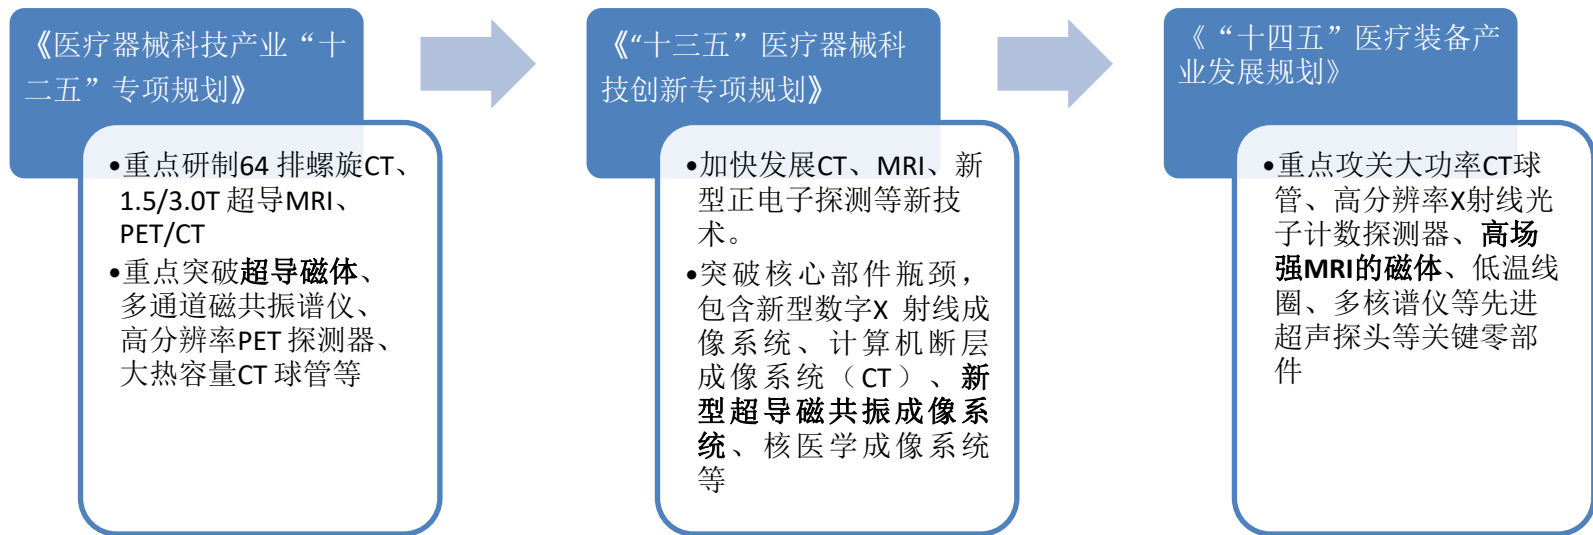 《医疗器械科技产业“十
二五”专项规划》
•重点研制64 排螺旋CT、
1.5/3.0T 超导MRI、
PET/CT
•重点突破超导磁体、
多通道磁共振谱仪、
高分辨率PET 探测器、
大热容量CT 球管等
《“十三五”医疗器械科
技创新专项规划》
•加快发展CT、MRI、新
型正电子探测等新技
术。
•突破核心部件瓶颈，
包含新型数字X 射线成
像系统、计算机断层
成像系统（CT）、新
型超导磁共振成像系
统、核医学成像系统
等
《“十四五”医疗装备产
业发展规划》
•重点攻关大功率CT球
管、高分辨率X射线光
子计数探测器、高场
强MRI的磁体、低温线
圈、多核谱仪等先进
超声探头等关键零部
件